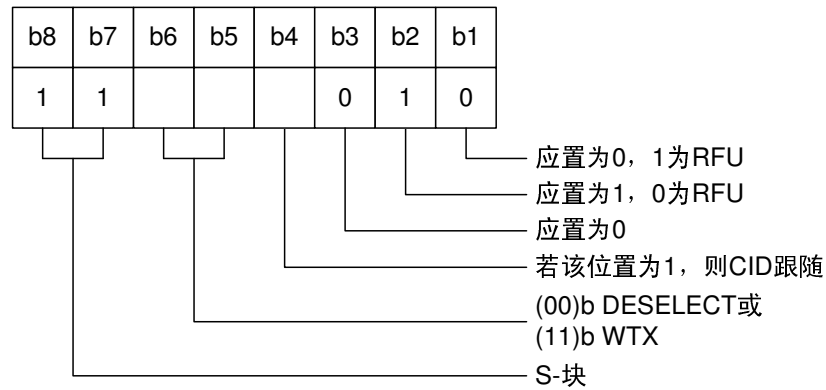 b8 b7 b6 b5 b4 b3 b2 b1
1 1 0 1 0
应置为0，1为RFU
应置为1，0为RFU
应置为0
若该位置为1，则CID跟随
(00)b DESELECT或
(11)b WTX
S-块